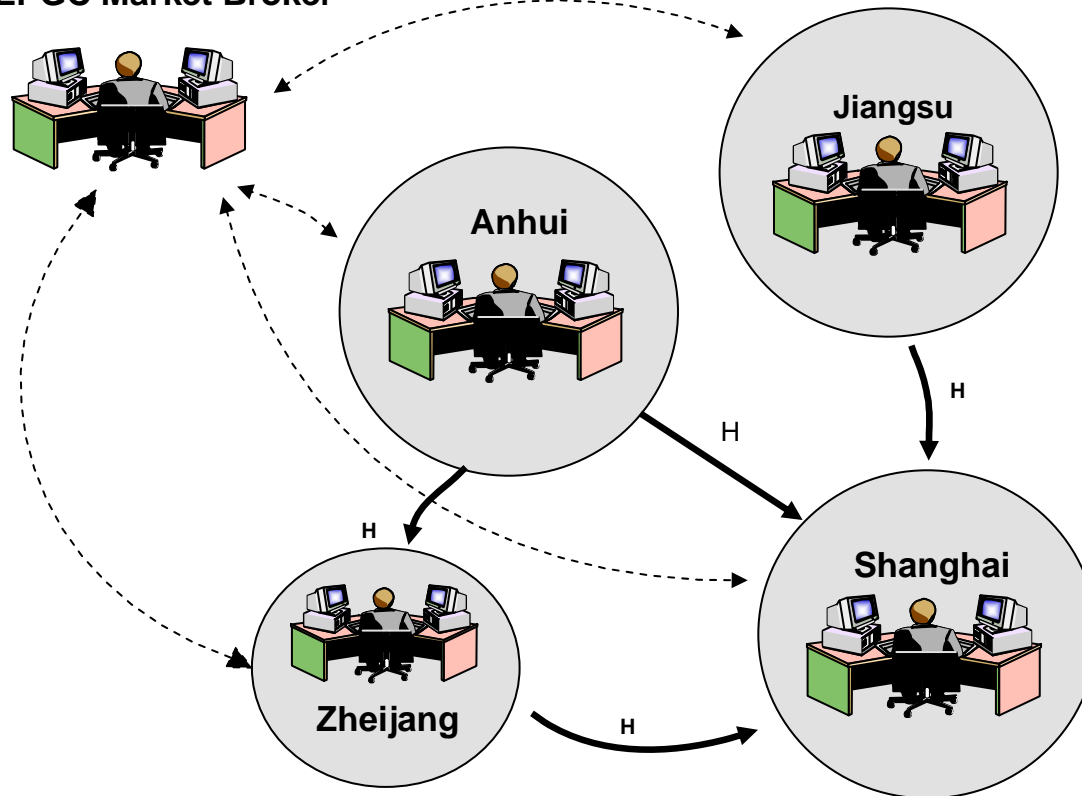 Market Broker
Jiangsu
Anhui
H
H
H
Shanghai
Zheijang
H